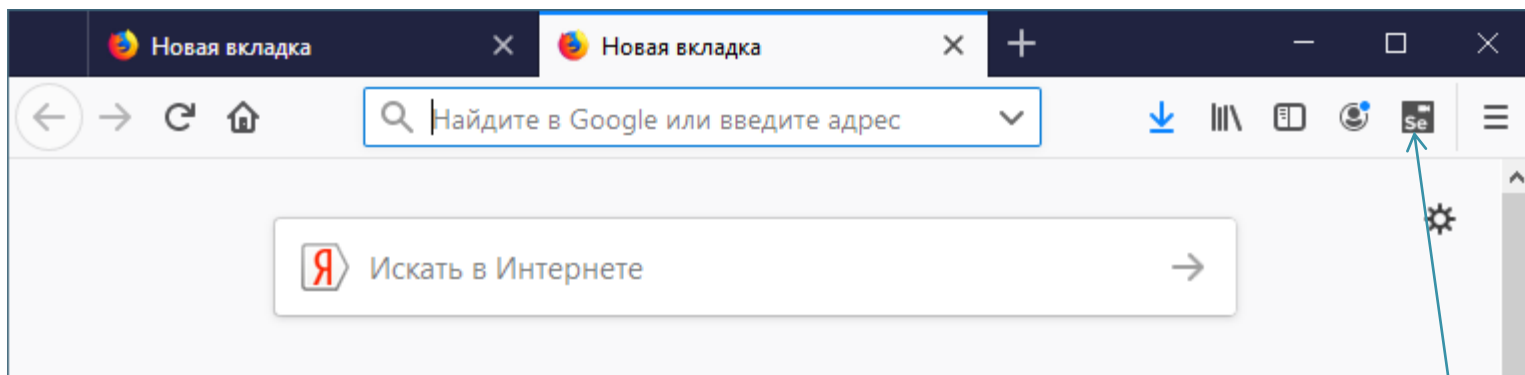 Новая вкладка
Новая вкладка
Найдите в Google или введите адрес
Se
Я Искать в Интернете